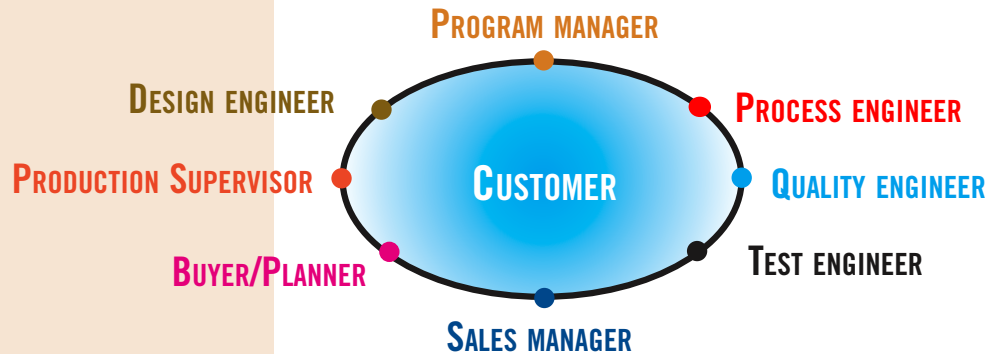 Program manager
Design engineer
Process engineer
Production Supervisor
Customer
Quality engineer
Buyer/Planner
Test engineer
Sales manager